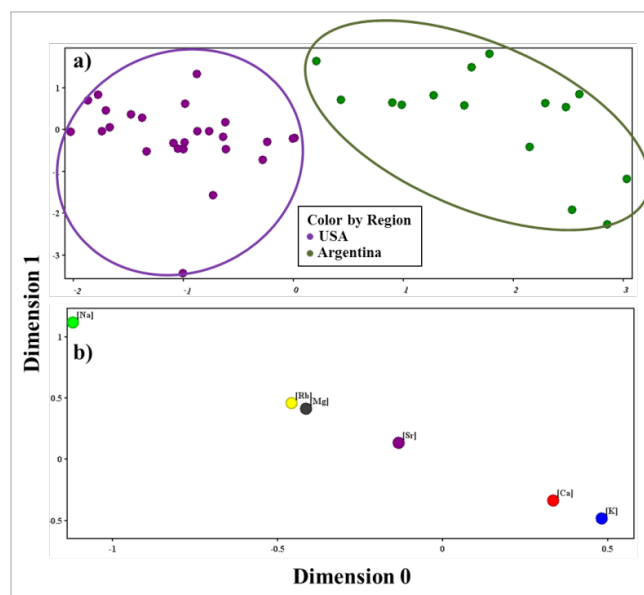 a)
1
0
-1
-2
-3
Color by Region
USA
Argentina
-2
-1
0
1
2
3
Dimension 1
[Na]
1
b)
0.5
[Rb]
[Mg]
[Sr]
0
[Ca]
[K]
-0.5
-1
-0.5
0
0.5
Dimension 0